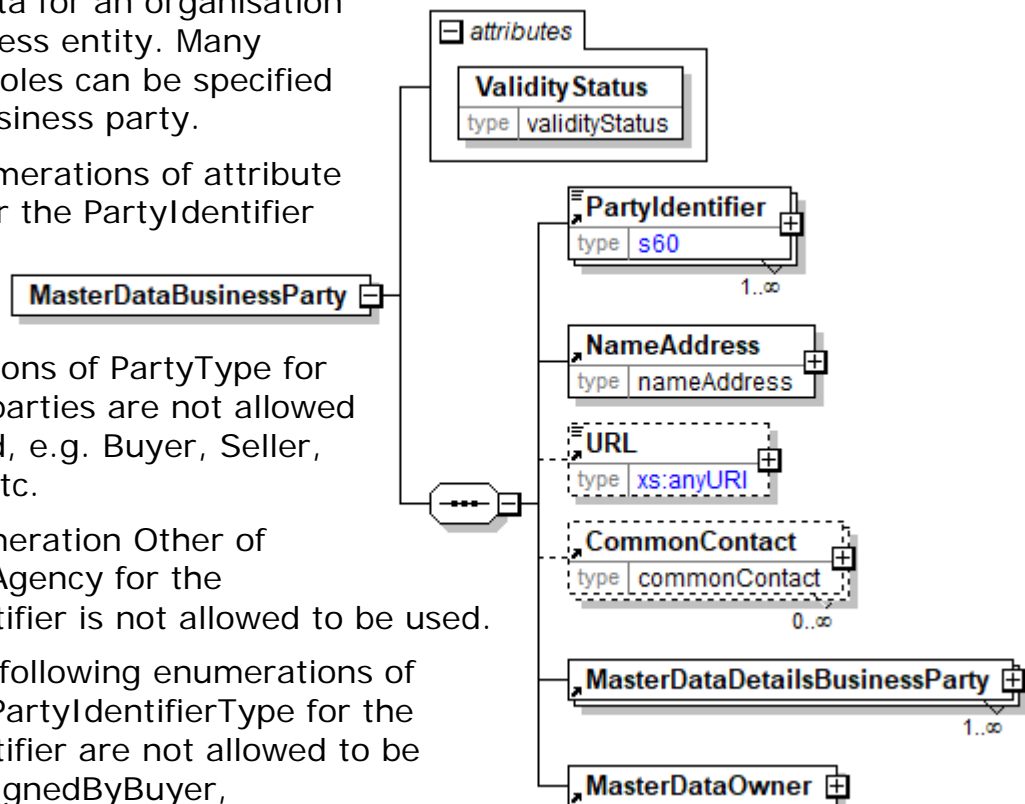 ta for an organisation
ess entity. Many
oles can be specified
siness party.
merations of attribute
r the PartyIdentifier
ons of PartyType for
parties are not allowed
d, e.g. Buyer, Seller,
tc.
neration Other of
Agency for the
tifier is not allowed to be used.
following enumerations of
PartyIdentifierType for the
tifier are not allowed to be
gnedByBuyer,
MasterDataBusinessParty
attributes
ValidityStatus
type validityStatus
PartyIdentifier
type s60
1..∞
NameAddress
type nameAddress
URL
type xs:anyURI
CommonContact
type commonContact
0..∞
MasterDataDetailsBusinessParty
1..∞
MasterDataOwner